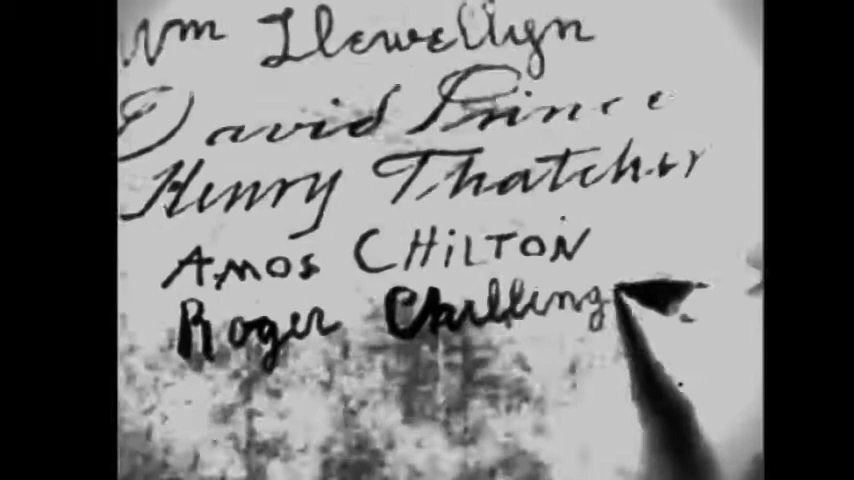 Wm Llewellyn
David Prince
Henry Thatcher
AMOS CHILTON
Roger